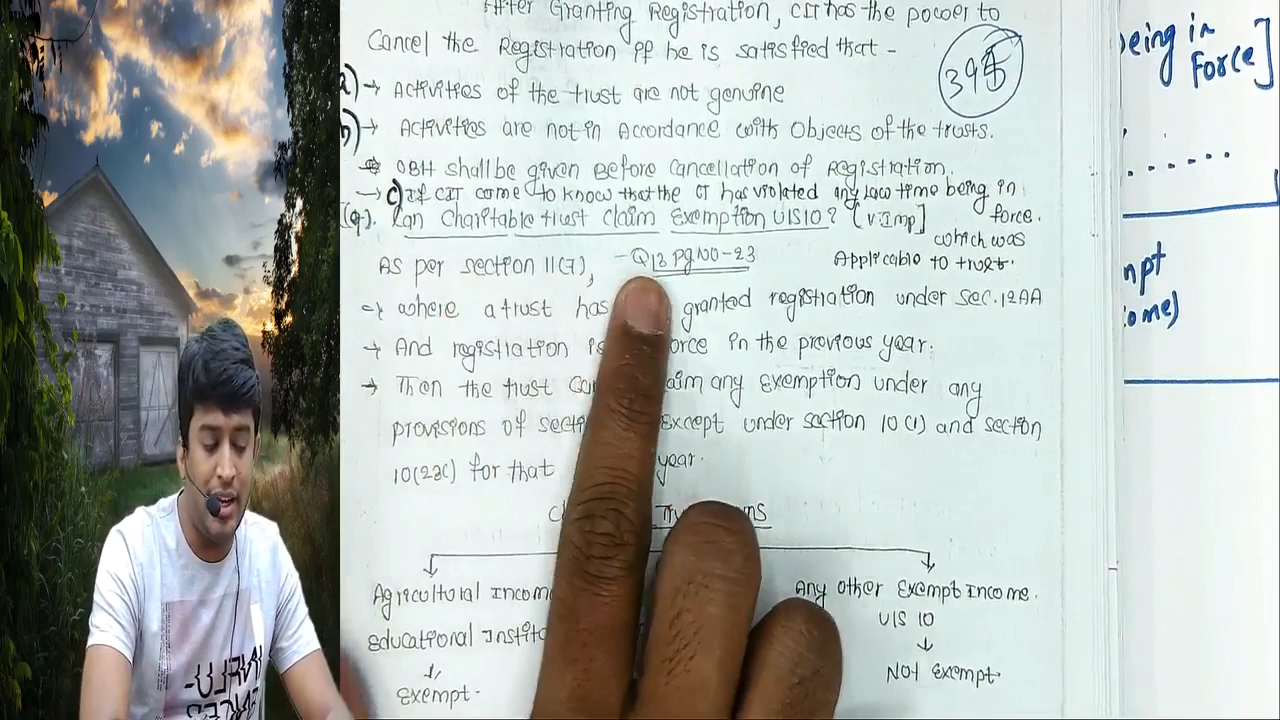 After Granting Registration, CIT has the power to
Cancel the Registration if he is satisfied that -
395
a) → Activities of the trust are not genuine
b) → Activities are not in Accordance with Objects of the trusts.
OBH shall be given Before cancellation of Registration.
→ c) If CIT come to know that the CT has violated any law time being in
force.
which was
Applicable to trust.
(Q). Can Charitable trust Claim Exemption U/S 10? [V.Imp]
As per section 11(7), - Q13 Pg No - 23
→ where a trust has granted registration under sec. 12AA
→ And registration is force in the previous year.
→ Then the trust claim any Exemption under any
provisions of Except under section 10(1) and section
10(23C) for that year.
Agricultural Income
Educational
↓
Exempt.
Any Other Exempt Income.
U/S 10
↓
Not Exempt.
being in
Force]
.......